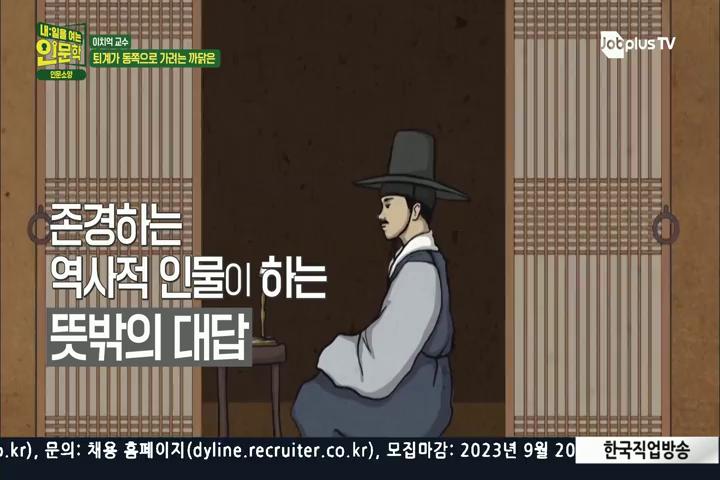 내:일을 여는
인문학
인문소양
이치억 교수
퇴계가 동쪽으로 가려는 까닭은
Jobplus TV
존경하는
역사적 인물이 하는
뜻밖의 대답
o.kr), 문의: 채용 홈페이지(dyline.recruiter.co.kr), 모집마감: 2023년 9월 20
한국직업방송